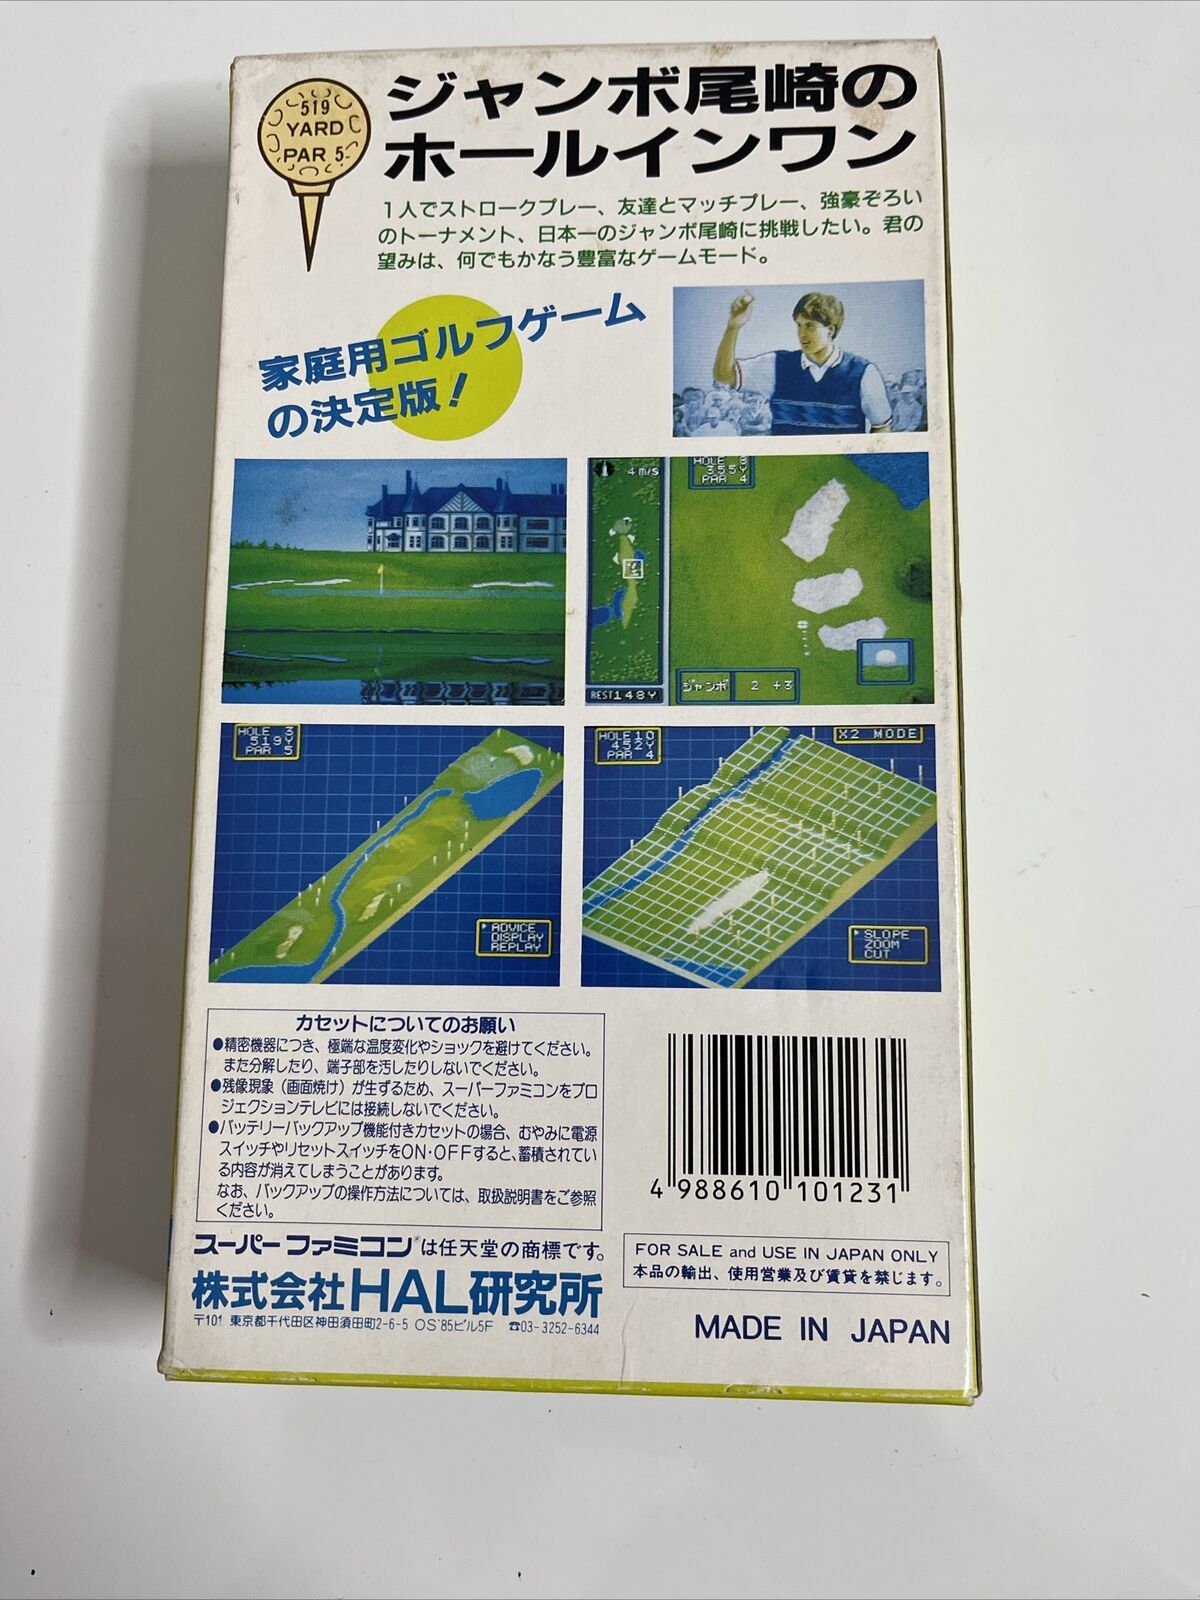 519
YARD
PAR 5
ジャンボ尾崎の
ホールインワン
1人でストロークプレー、友達とマッチプレー、強豪ぞろい
のトーナメント、日本一のジャンボ尾崎に挑戦したい。君の
望みは、何でもかなう豊富なゲームモード。
家庭用ゴルフゲーム
の決定版!
4m/s
HOLE 8
355Y
PAR 4
REST148Y
ジャンボ 2 +3
HOLE 3
519Y
PAR 5
ADVICE
DISPLAY
REPLAY
HOLE10
452Y
PAR 4
X2 MODE
SLOPE
ZOOM
CUT
カセットについてのお願い
●精密機器につき、極端な温度変化やショックを避けてください。
また分解したり、端子部を汚したりしないでください。
●残像現象(画面焼け)が生ずるため、スーパーファミコンをプロ
ジェクションテレビには接続しないでください。
●バッテリーバックアップ機能付きカセットの場合、むやみに電源
スイッチやリセットスイッチをON・OFFすると、蓄積されてい
る内容が消えてしまうことがあります。
なお、バックアップの操作方法については、取扱説明書をご参照
ください。
4 988610 101231
スーパーファミコン®は任天堂の商標です。
株式会社HAL研究所
〒101 東京都千代田区神田須田町2-6-5 OS'85ビル5F ☎03-3252-6344
FOR SALE and USE IN JAPAN ONLY
本品の輸出、使用営業及び賃貸を禁じます。
MADE IN JAPAN